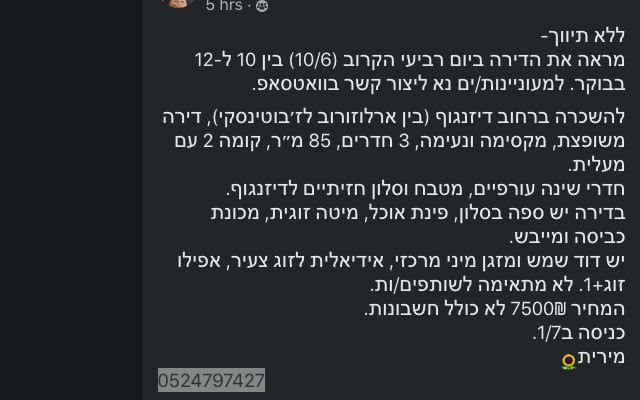 5 hrs ·
ללא תיווך-
מראה את הדירה ביום רביעי הקרוב (10/6) בין 10 ל-12
בבוקר. למעוניינות/ים נא ליצור קשר בוואטסאפ.
להשכרה ברחוב דיזנגוף (בין ארלוזורוב לז׳בוטינסקי), דירה
משופצת, מקסימה ונעימה, 3 חדרים, 85 מ״ר, קומה 2 עם
מעלית.
חדרי שינה עורפיים, מטבח וסלון חזיתיים לדיזנגוף.
בדירה יש ספה בסלון, פינת אוכל, מיטה זוגית, מכונת
כביסה ומייבש.
יש דוד שמש ומזגן מיני מרכזי, אידיאלית לזוג צעיר, אפילו
זוג+1. לא מתאימה לשותפים/ות.
המחיר 7500₪ לא כולל חשבונות.
כניסה ב1/7.
מירית🌻
0524797427